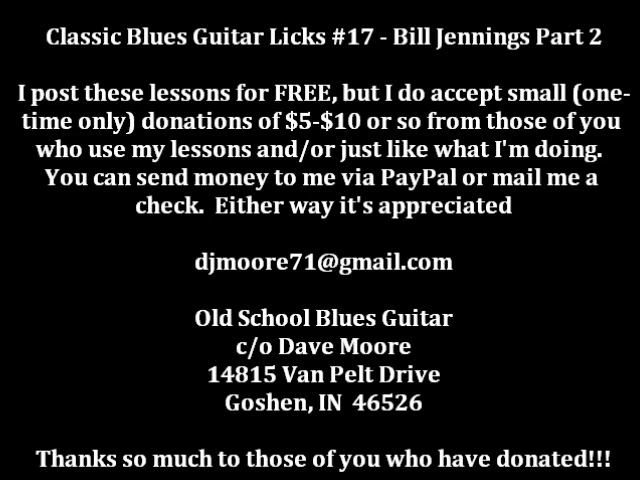 Classic Blues Guitar Licks #17 - Bill Jennings Part 2
I post these lessons for FREE, but I do accept small (one-
time only) donations of $5-$10 or so from those of you
who use my lessons and/or just like what I'm doing.
You can send money to me via PayPal or mail me a
check.  Either way it's appreciated
djmoore71@gmail.com
Old School Blues Guitar
c/o Dave Moore
14815 Van Pelt Drive
Goshen, IN  46526
Thanks so much to those of you who have donated!!!